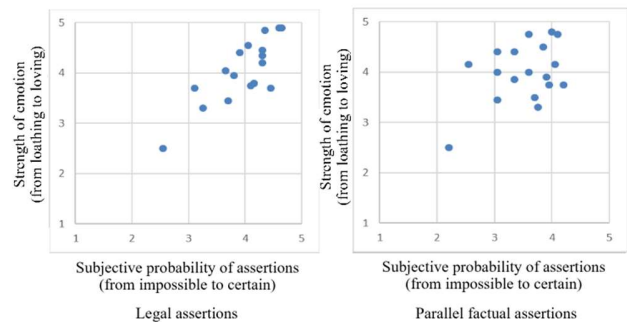 5
4
3
2
1
1 2 3 4 5
Strength of emotion
(from loathing to loving)
Subjective probability of assertions
(from impossible to certain)
Legal assertions
5
4
3
2
1
1 2 3 4 5
Strength of emotion
(from loathing to loving)
Subjective probability of assertions
(from impossible to certain)
Parallel factual assertions